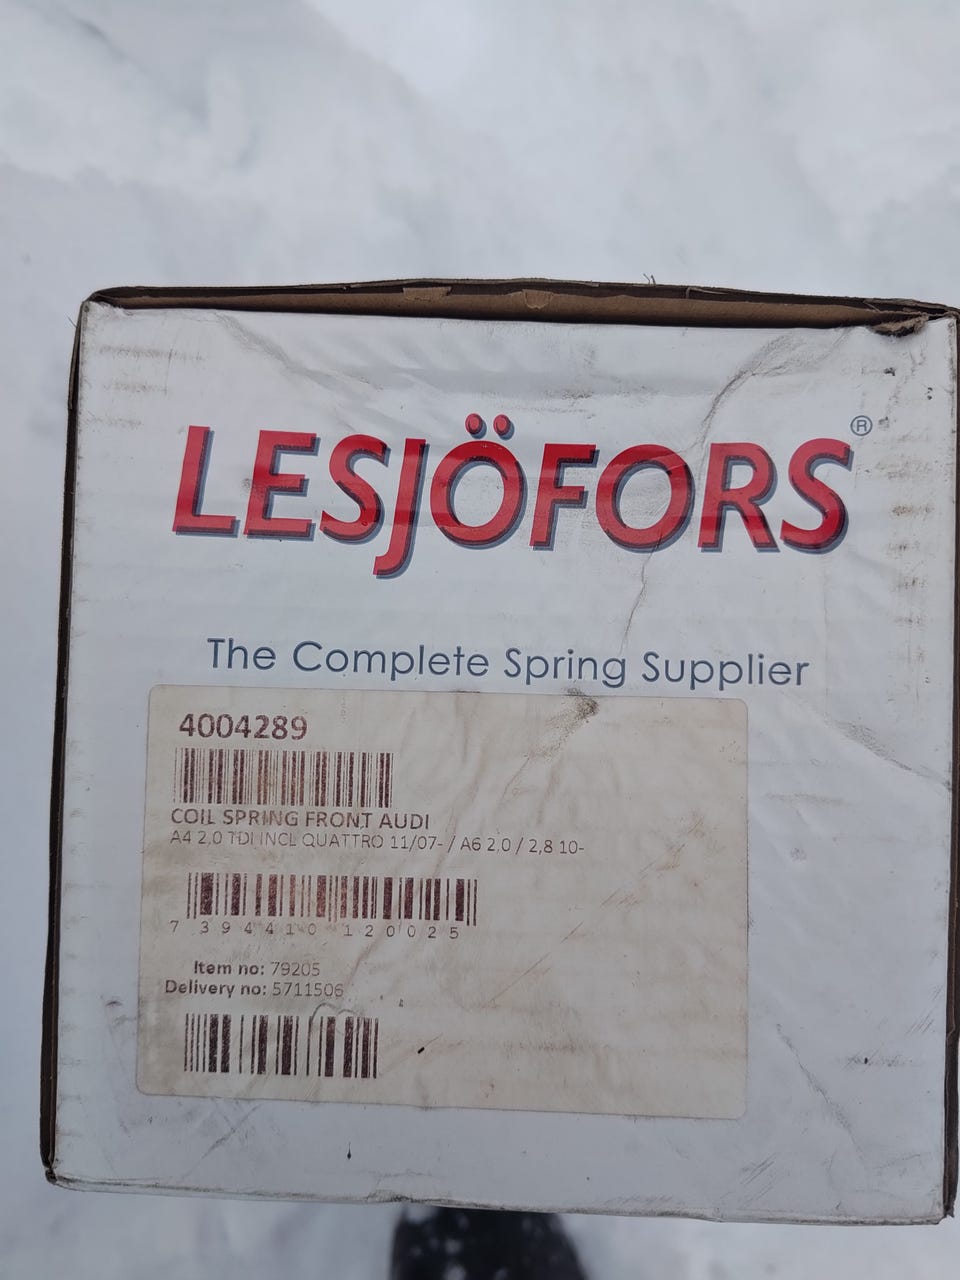 LESJÖFORS®
The Complete Spring Supplier
4004289
COIL SPRING FRONT AUDI
A4 2,0 TDI INCL QUATTRO 11/07- / A6 2,0 / 2,8 10-
7 394410 120025
Item no: 79205
Delivery no: 5711506